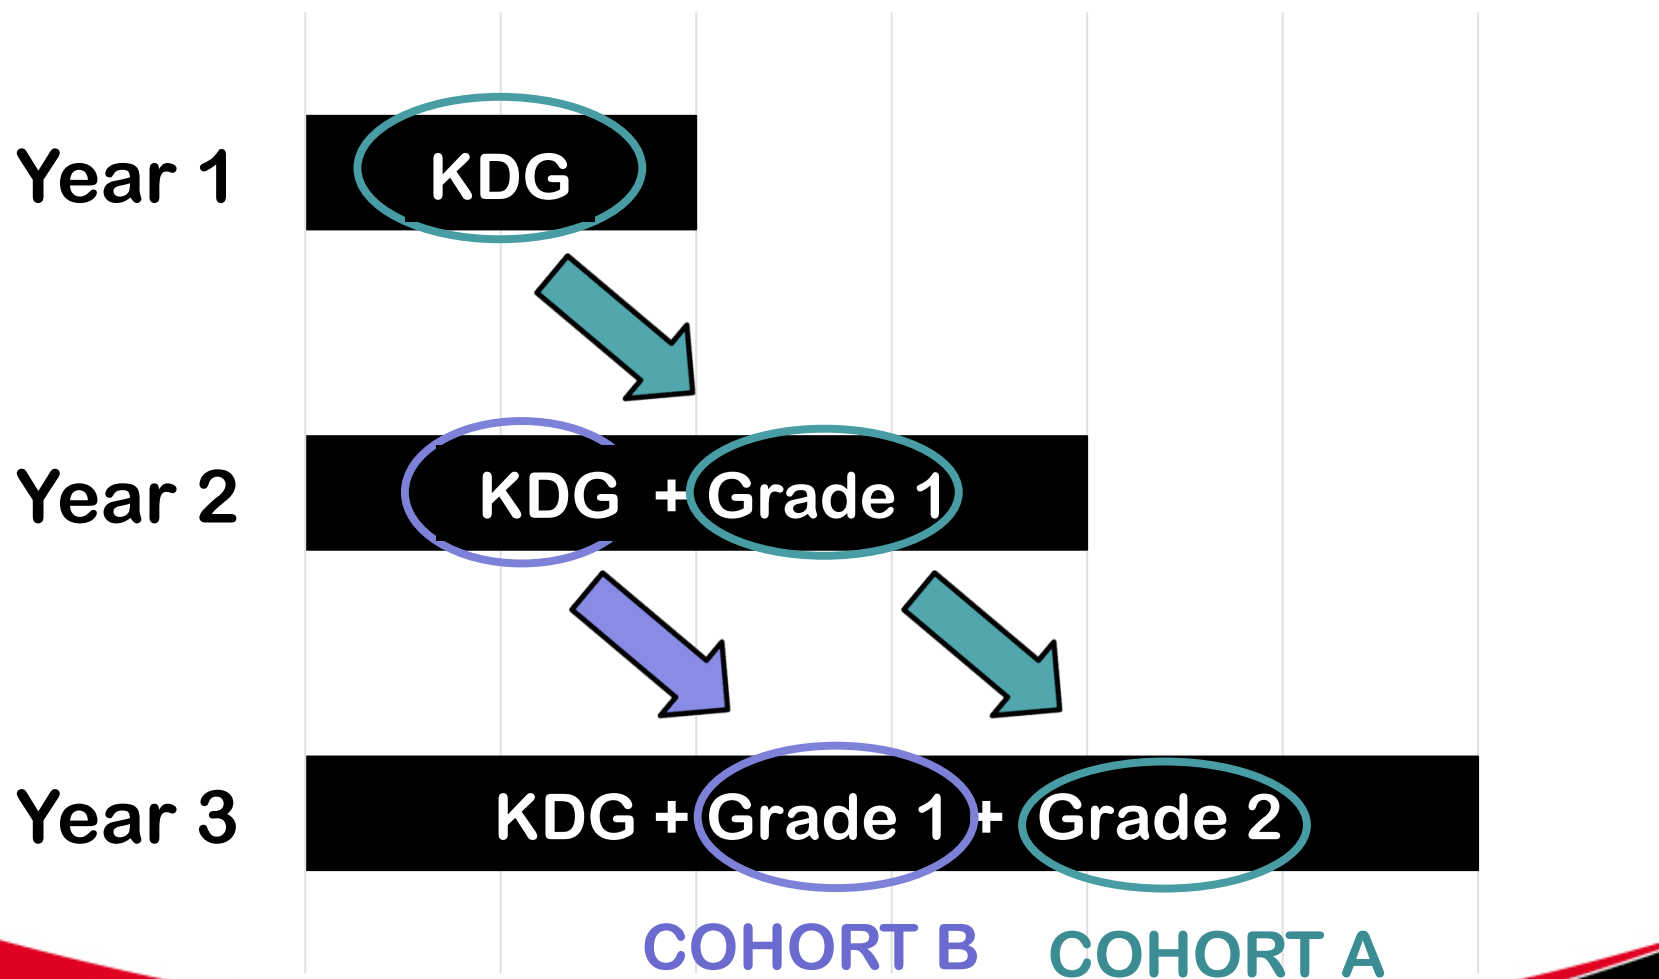 Year 1
KDG
Year 2
KDG + Grade 1
Year 3
KDG + Grade 1 + Grade 2
COHORT B
COHORT A